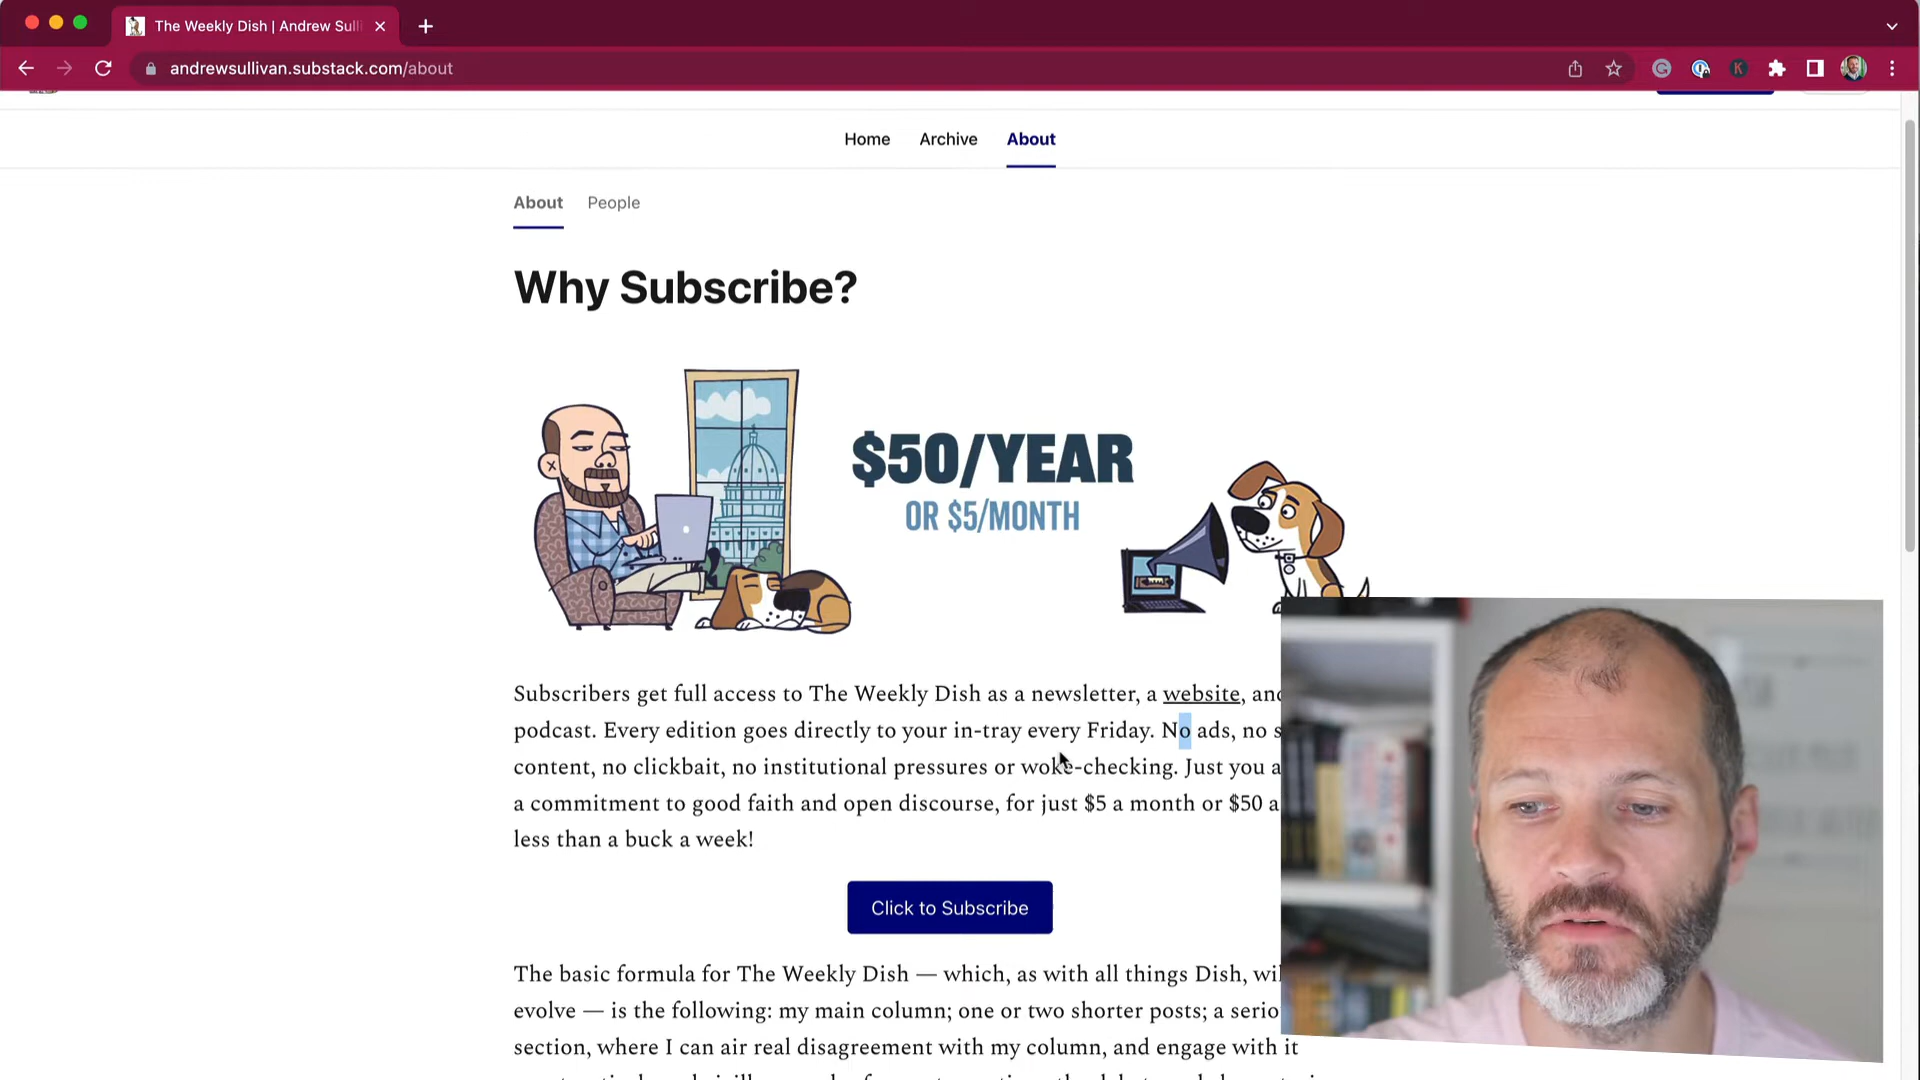 The Weekly Dish | Andrew Sulli
andrewsullivan.substack.com/about
Home Archive About
About People
Why Subscribe?
$50/YEAR
OR $5/MONTH
Subscribers get full access to The Weekly Dish as a newsletter, a website, and
podcast. Every edition goes directly to your in-tray every Friday. No ads, no s
content, no clickbait, no institutional pressures or woke-checking. Just you a
a commitment to good faith and open discourse, for just $5 a month or $50 a
less than a buck a week!
Click to Subscribe
The basic formula for The Weekly Dish — which, as with all things Dish, wil
evolve — is the following: my main column; one or two shorter posts; a serio
section, where I can air real disagreement with my column, and engage with it